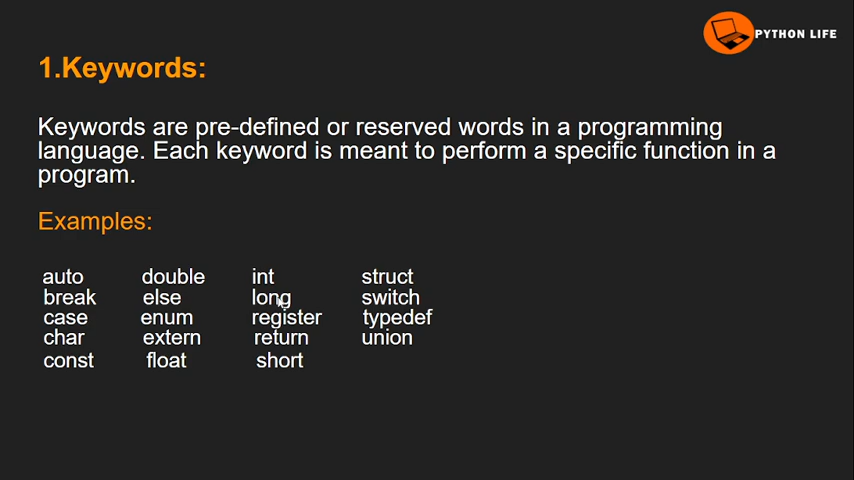 PYTHON LIFE
1.Keywords:
Keywords are pre-defined or reserved words in a programming
language. Each keyword is meant to perform a specific function in a
program.
Examples:
auto double int struct
break else long switch
case enum register typedef
char extern return union
const float short